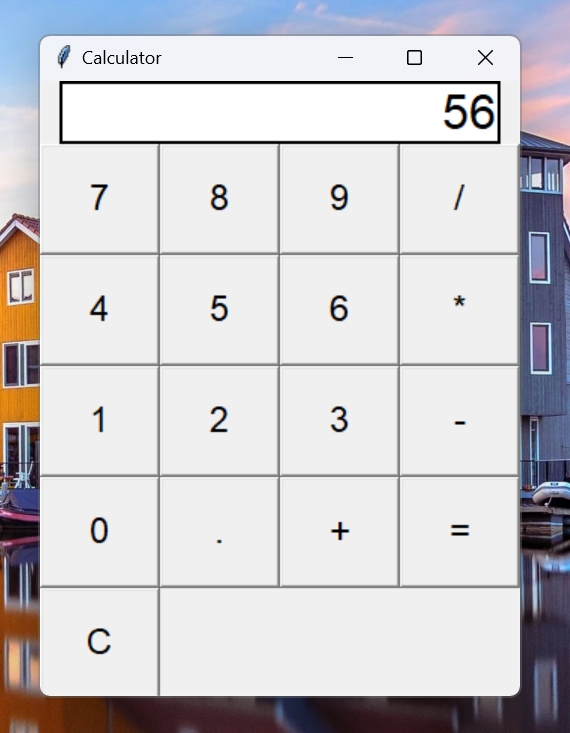 Calculator
56
7 8 9 /
4 5 6 *
1 2 3 -
0 . + =
C